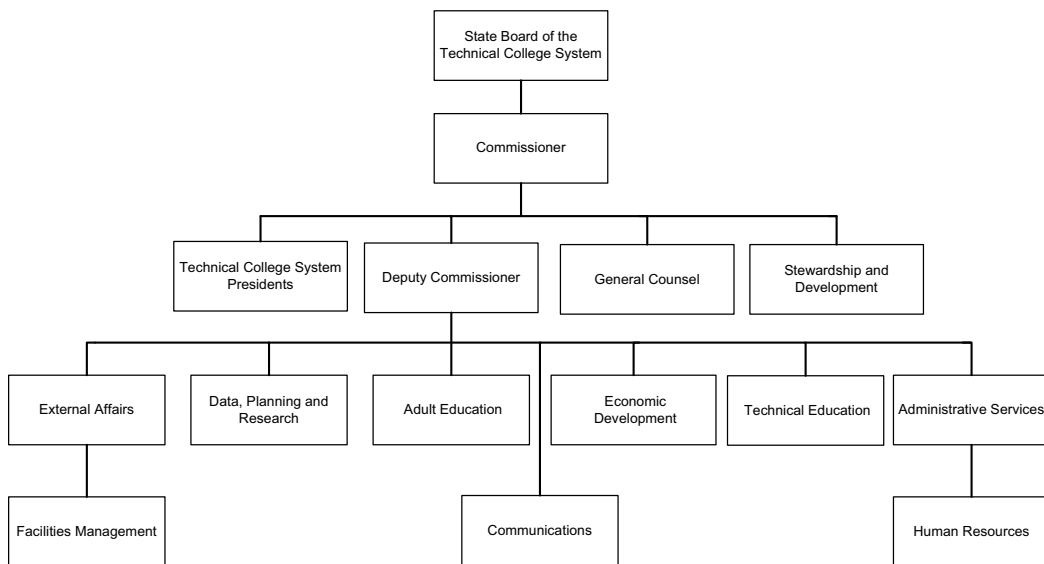 State Board of the
Technical College System
Commissioner
Technical College System
Presidents
Deputy Commissioner
General Counsel
Stewardship and
Development
External Affairs
Data, Planning and
Research
Adult Education
Economic
Development
Technical Education
Administrative Services
Facilities Management
Communications
Human Resources